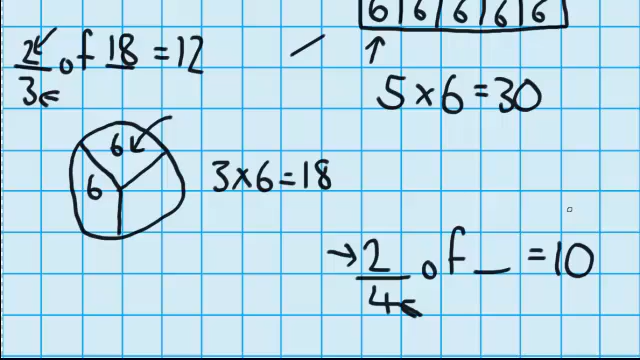 6 6 6 6 6
2/3 of 18 = 12
5 × 6 = 30
6
6
3 × 6 = 18
2/4 of _ = 10